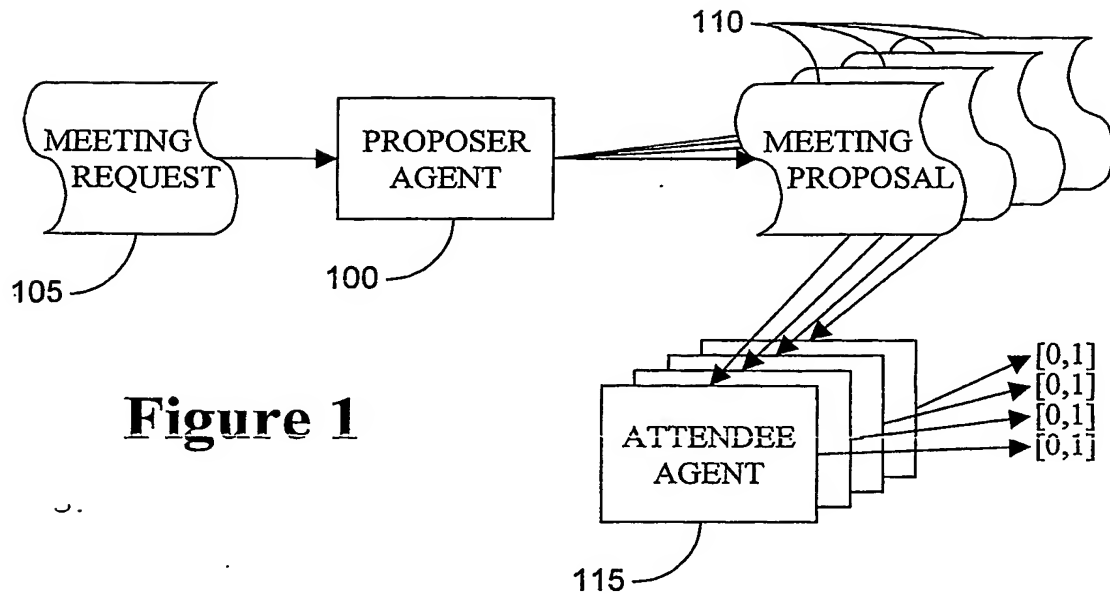 110
MEETING
REQUEST
PROPOSER
AGENT
MEETING
PROPOSAL
105
100
[0,1]
[0,1]
[0,1]
[0,1]
Figure 1
ATTENDEE
AGENT
115